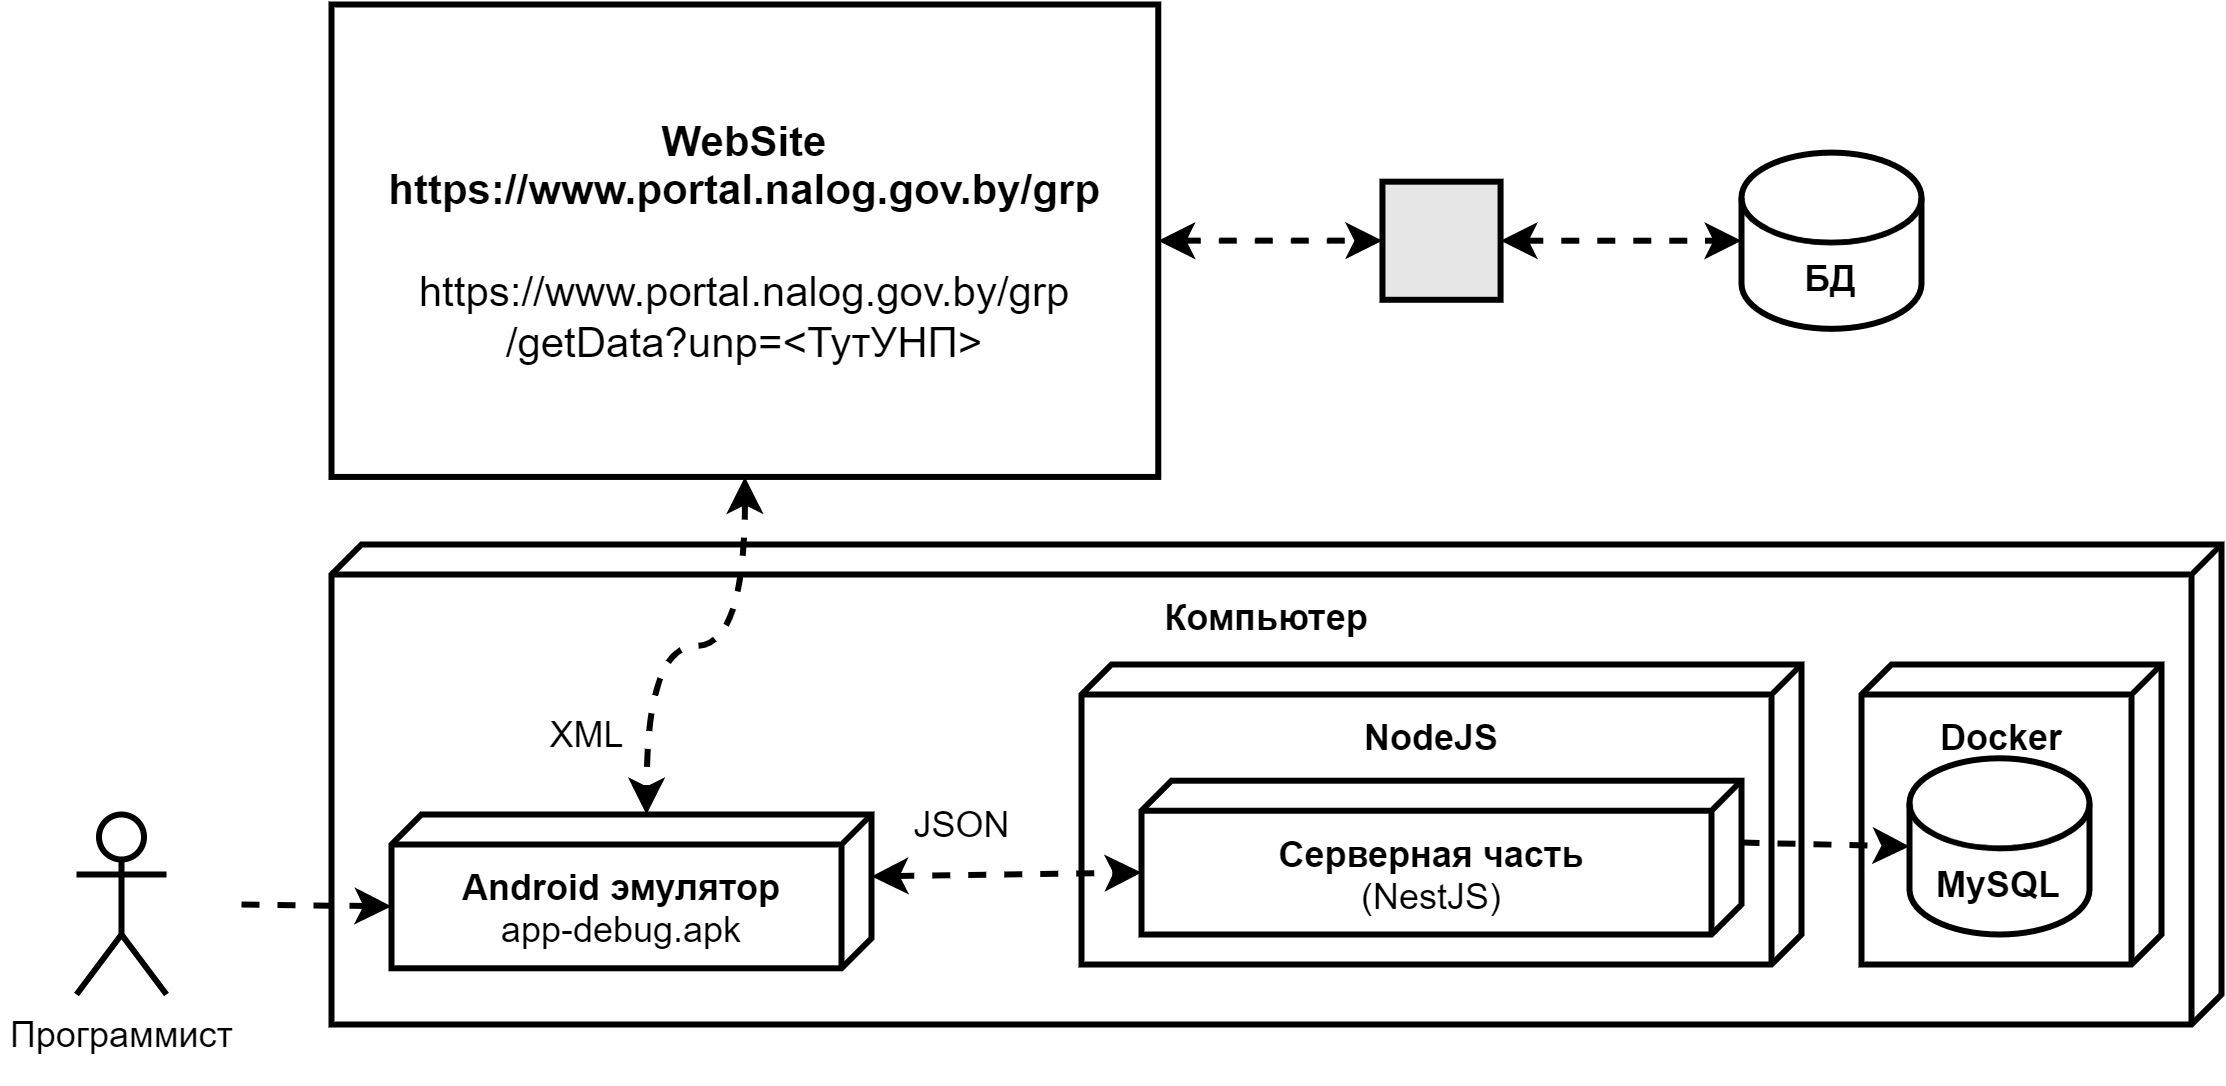 WebSite
https://www.portal.nalog.gov.by/grp
https://www.portal.nalog.gov.by/grp
/getData?unp=<ТутУНП>
БД
Компьютер
XML
NodeJS
Docker
JSON
Android эмулятор
app-debug.apk
Серверная часть
(NestJS)
MySQL
Программист